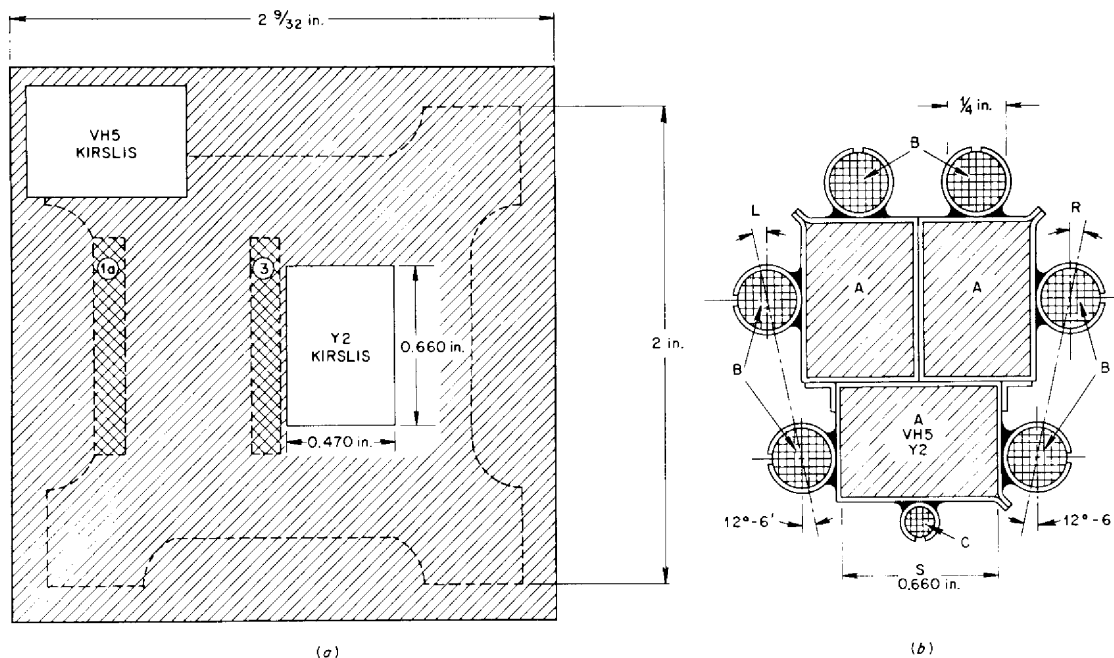 2 9/32 in.
VH5
KIRSLIS
1a
3
Y2
KIRSLIS
0.660 in.
0.470 in.
2 in.
(a)
1/4 in.
B
L
R
A
A
B
B
A
VH5
Y2
12°-6'
12°-6
C
S
0.660 in.
(b)